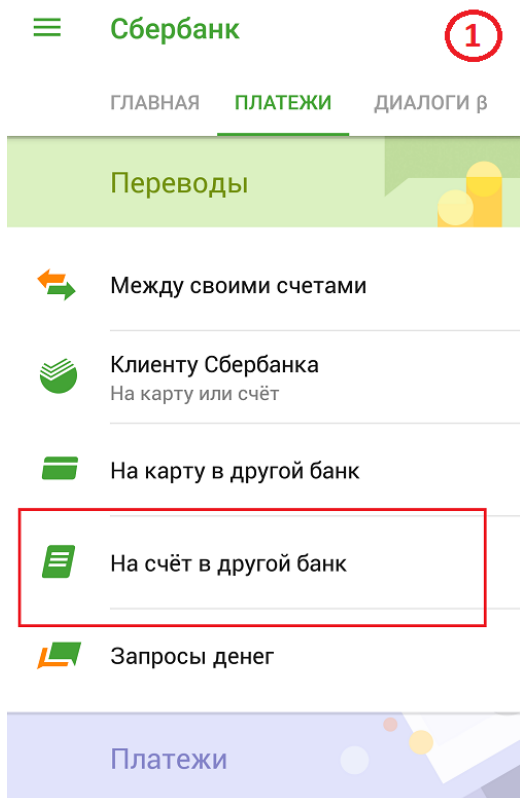 Сбербанк
1
ГЛАВНАЯ ПЛАТЕЖИ ДИАЛОГИ β
Переводы
Между своими счетами
Клиенту Сбербанка
На карту или счёт
На карту в другой банк
На счёт в другой банк
Запросы денег
Платежи